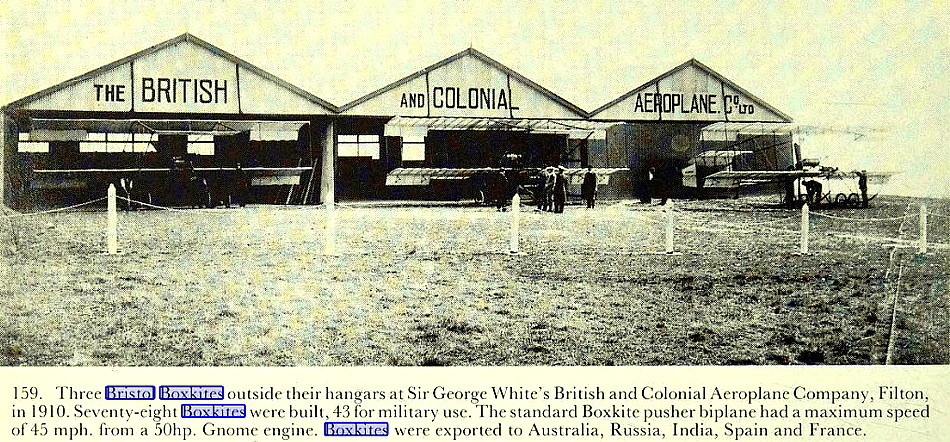 THE BRITISH AND COLONIAL AEROPLANE. Co LTD
159. Three Bristol Boxkites outside their hangars at Sir George White's British and Colonial Aeroplane Company, Filton,
in 1910. Seventy-eight Boxkites were built, 43 for military use. The standard Boxkite pusher biplane had a maximum speed
of 45 mph. from a 50hp. Gnome engine. Boxkites were exported to Australia, Russia, India, Spain and France.